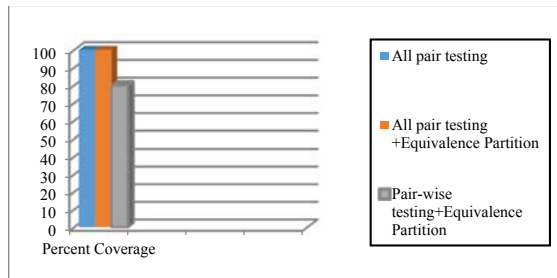 100
90
80
70
60
50
40
30
20
10
0
Percent Coverage
All pair testing
All pair testing
+Equivalence Partition
Pair-wise
testing+Equivalence
Partition